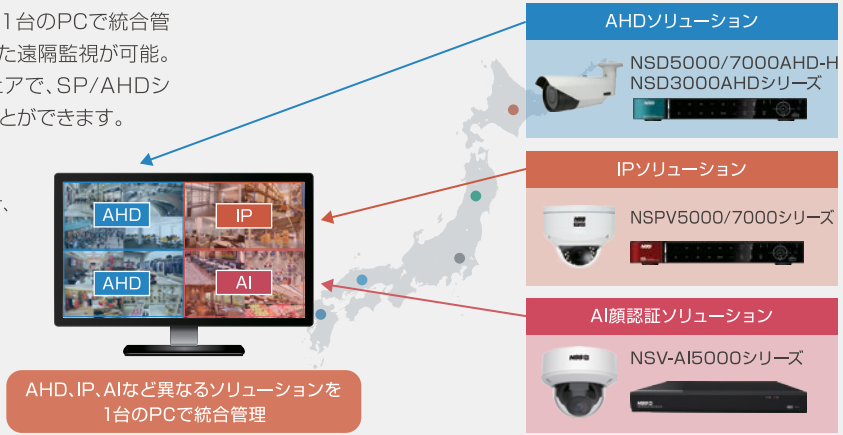 1台のPCで統合管
た遠隔監視が可能。
ェアで、SP/AHDシ
とができます。
AHD
IP
AHD
AI
AHD、IP、AIなど異なるソリューションを
1台のPCで統合管理
AHDソリューション
NSD5000/7000AHD-H
NSD3000AHDシリーズ
IPソリューション
NSPV5000/7000シリーズ
AI顔認証ソリューション
NSV-AI5000シリーズ